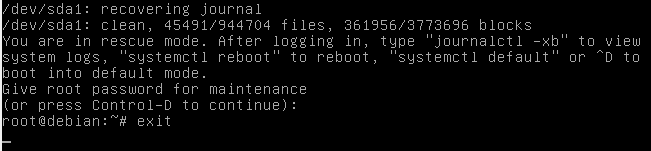 /dev/sda1: recovering journal
/dev/sda1: clean, 45491/944704 files, 361956/3773696 blocks
You are in rescue mode. After logging in, type "journalctl -xb" to view
system logs, "systemctl reboot" to reboot, "systemctl default" or ^D to
boot into default mode.
Give root password for maintenance
(or press Control-D to continue):
root@debian:~# exit